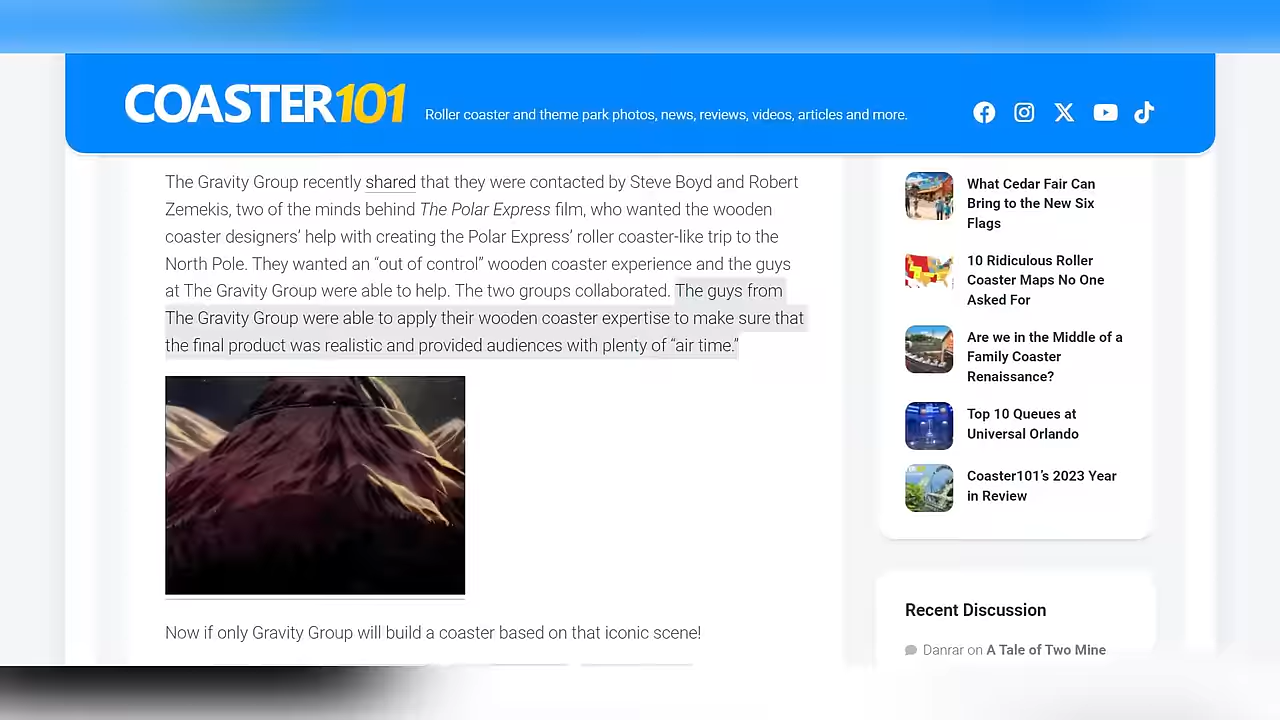 COASTER101
Roller coaster and theme park photos, news, reviews, videos, articles and more.
The Gravity Group recently shared that they were contacted by Steve Boyd and Robert
Zemekis, two of the minds behind The Polar Express film, who wanted the wooden
coaster designers’ help with creating the Polar Express’ roller coaster-like trip to the
North Pole. They wanted an “out of control” wooden coaster experience and the guys
at The Gravity Group were able to help. The two groups collaborated. The guys from
The Gravity Group were able to apply their wooden coaster expertise to make sure that
the final product was realistic and provided audiences with plenty of “air time.”
Now if only Gravity Group will build a coaster based on that iconic scene!
What Cedar Fair Can
Bring to the New Six
Flags
10 Ridiculous Roller
Coaster Maps No One
Asked For
Are we in the Middle of a
Family Coaster
Renaissance?
Top 10 Queues at
Universal Orlando
Coaster101’s 2023 Year
in Review
Recent Discussion
Danrar on A Tale of Two Mine